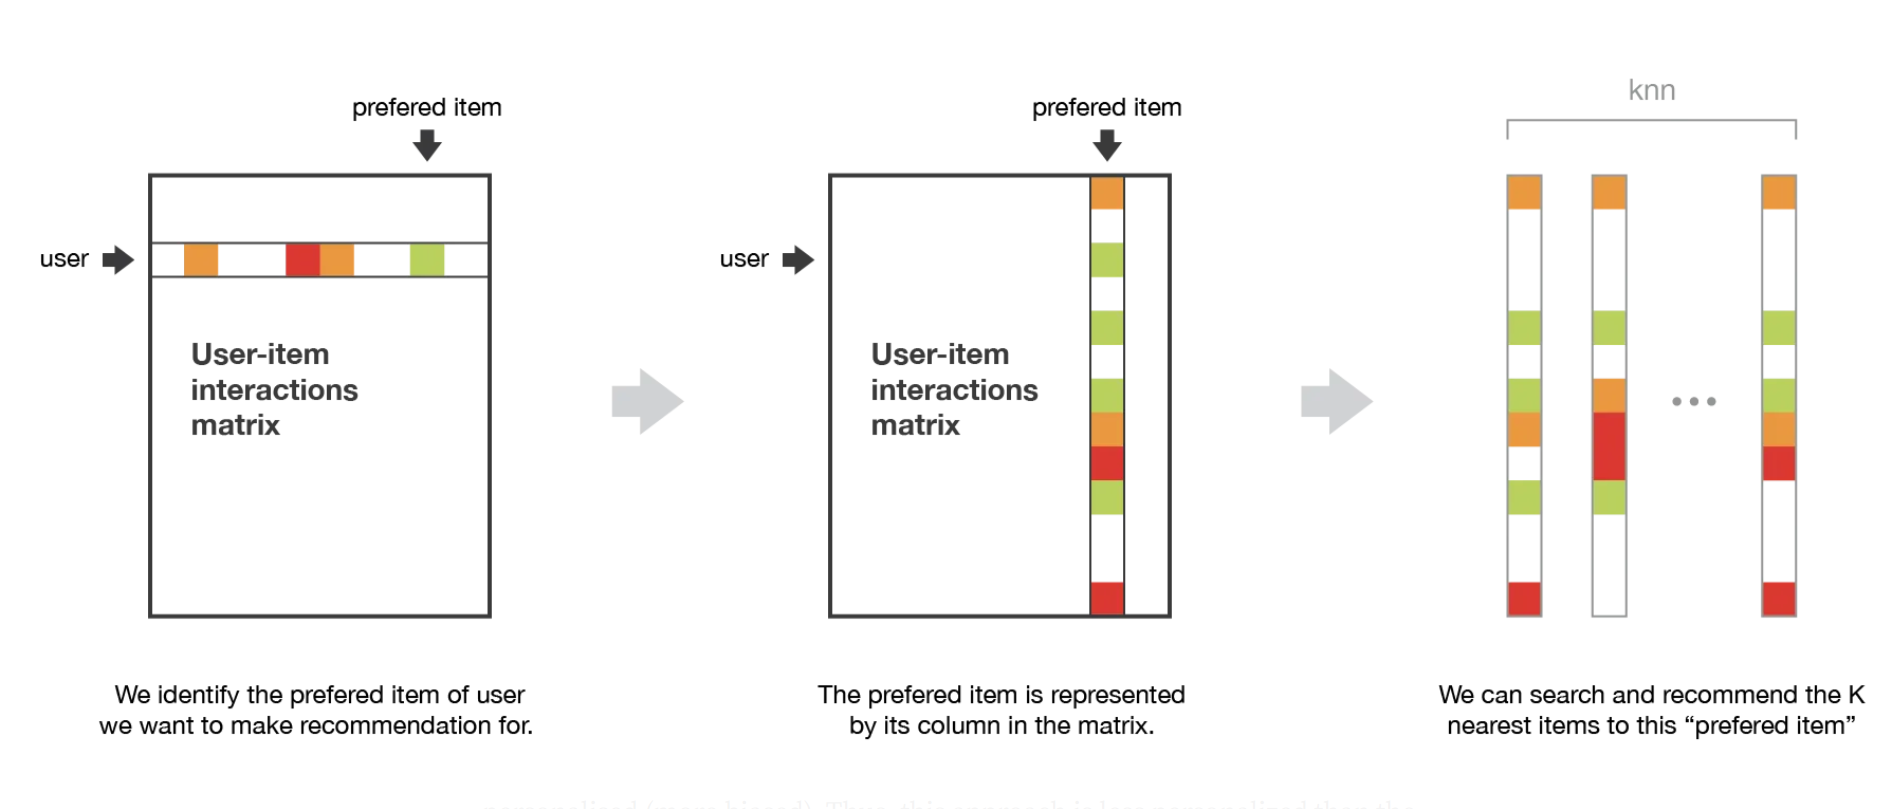 prefered item
user
User-item
interactions
matrix
We identify the prefered item of user
we want to make recommendation for.
prefered item
user
User-item
interactions
matrix
The prefered item is represented
by its column in the matrix.
knn
We can search and recommend the K
nearest items to this “prefered item”